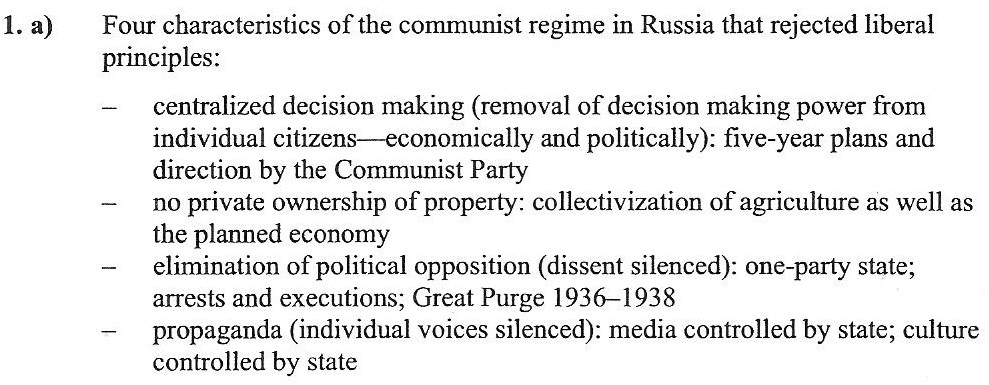 1. a) Four characteristics of the communist regime in Russia that rejected liberal
principles:
– centralized decision making (removal of decision making power from
individual citizens—economically and politically): five-year plans and
direction by the Communist Party
– no private ownership of property: collectivization of agriculture as well as
the planned economy
– elimination of political opposition (dissent silenced): one-party state;
arrests and executions; Great Purge 1936–1938
– propaganda (individual voices silenced): media controlled by state; culture
controlled by state